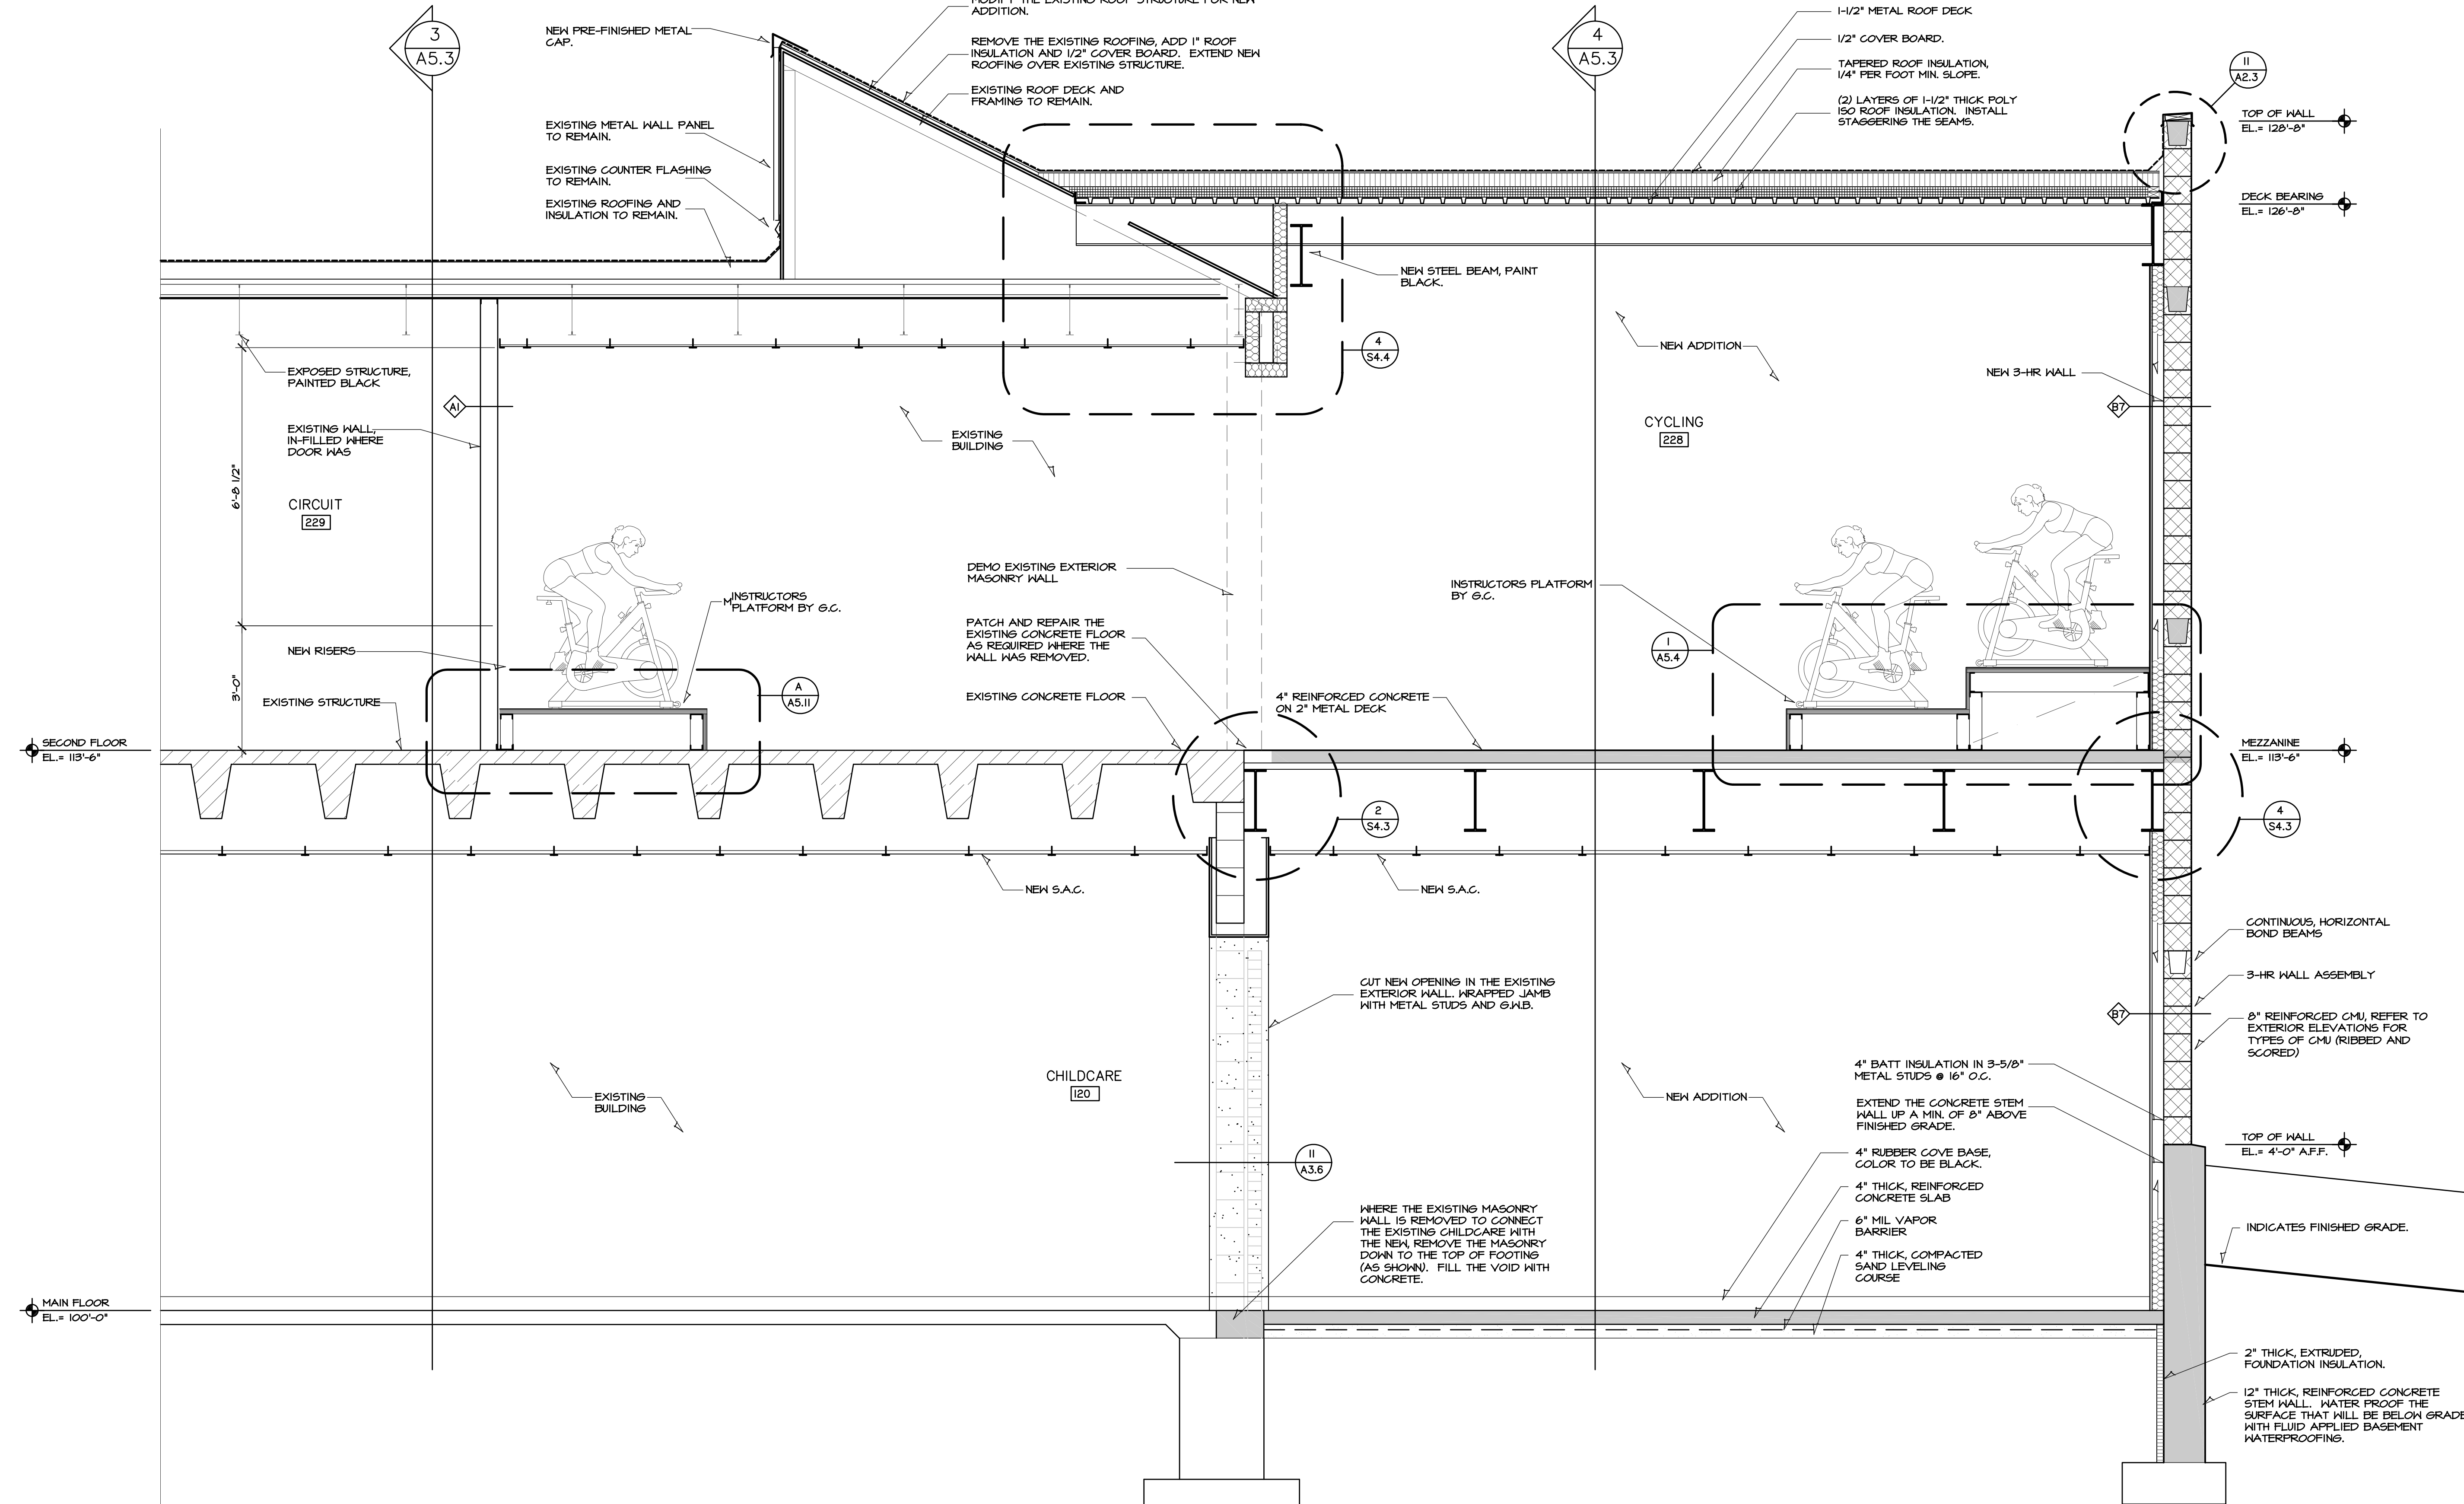 3
A5.3
NEW PRE-FINISHED METAL
CAP.
MODIFY THE EXISTING ROOF STRUCTURE FOR NEW
ADDITION.
REMOVE THE EXISTING ROOFING, ADD 1" ROOF
INSULATION AND 1/2" COVER BOARD. EXTEND NEW
ROOFING OVER EXISTING STRUCTURE.
EXISTING ROOF DECK AND
FRAMING TO REMAIN.
EXISTING METAL WALL PANEL
TO REMAIN.
EXISTING COUNTER FLASHING
TO REMAIN.
EXISTING ROOFING AND
INSULATION TO REMAIN.
4
A5.3
1-1/2" METAL ROOF DECK
1/2" COVER BOARD.
TAPERED ROOF INSULATION,
1/4" PER FOOT MIN. SLOPE.
(2) LAYERS OF 1-1/2" THICK POLY
ISO ROOF INSULATION. INSTALL
STAGGERING THE SEAMS.
11
A2.3
TOP OF WALL
EL.= 128'-8"
DECK BEARING
EL.= 126'-8"
NEW STEEL BEAM, PAINT
BLACK.
4
S4.4
NEW ADDITION
NEW 3-HR WALL
B7
EXPOSED STRUCTURE,
PAINTED BLACK
A1
EXISTING WALL,
IN-FILLED WHERE
DOOR WAS
6'-8 1/2"
EXISTING
BUILDING
CYCLING
228
CIRCUIT
229
DEMO EXISTING EXTERIOR
MASONRY WALL
INSTRUCTORS PLATFORM
BY G.C.
M
INSTRUCTORS
PLATFORM BY G.C.
PATCH AND REPAIR THE
EXISTING CONCRETE FLOOR
AS REQUIRED WHERE THE
WALL WAS REMOVED.
1
A5.4
NEW RISERS
3'-0"
EXISTING STRUCTURE
A
A5.11
EXISTING CONCRETE FLOOR
4" REINFORCED CONCRETE
ON 2" METAL DECK
SECOND FLOOR
EL.= 113'-6"
MEZZANINE
EL.= 113'-6"
2
S4.3
4
S4.3
NEW S.A.C.
NEW S.A.C.
CONTINUOUS, HORIZONTAL
BOND BEAMS
3-HR WALL ASSEMBLY
CUT NEW OPENING IN THE EXISTING
EXTERIOR WALL. WRAPPED JAMB
WITH METAL STUDS AND G.W.B.
B7
8" REINFORCED CMU, REFER TO
EXTERIOR ELEVATIONS FOR
TYPES OF CMU (RIBBED AND
SCORED)
CHILDCARE
120
EXISTING
BUILDING
NEW ADDITION
4" BATT INSULATION IN 3-5/8"
METAL STUDS @ 16" O.C.
EXTEND THE CONCRETE STEM
WALL UP A MIN. OF 8" ABOVE
FINISHED GRADE.
TOP OF WALL
EL.= 4'-0" A.F.F.
11
A3.6
4" RUBBER COVE BASE,
COLOR TO BE BLACK.
4" THICK, REINFORCED
CONCRETE SLAB
6" MIL VAPOR
BARRIER
4" THICK, COMPACTED
SAND LEVELING
COURSE
WHERE THE EXISTING MASONRY
WALL IS REMOVED TO CONNECT
THE EXISTING CHILDCARE WITH
THE NEW, REMOVE THE MASONRY
DOWN TO THE TOP OF FOOTING
(AS SHOWN). FILL THE VOID WITH
CONCRETE.
INDICATES FINISHED GRADE.
MAIN FLOOR
EL.= 100'-0"
2" THICK, EXTRUDED,
FOUNDATION INSULATION.
12" THICK, REINFORCED CONCRETE
STEM WALL. WATER PROOF THE
SURFACE THAT WILL BE BELOW GRADE
WITH FLUID APPLIED BASEMENT
WATERPROOFING.